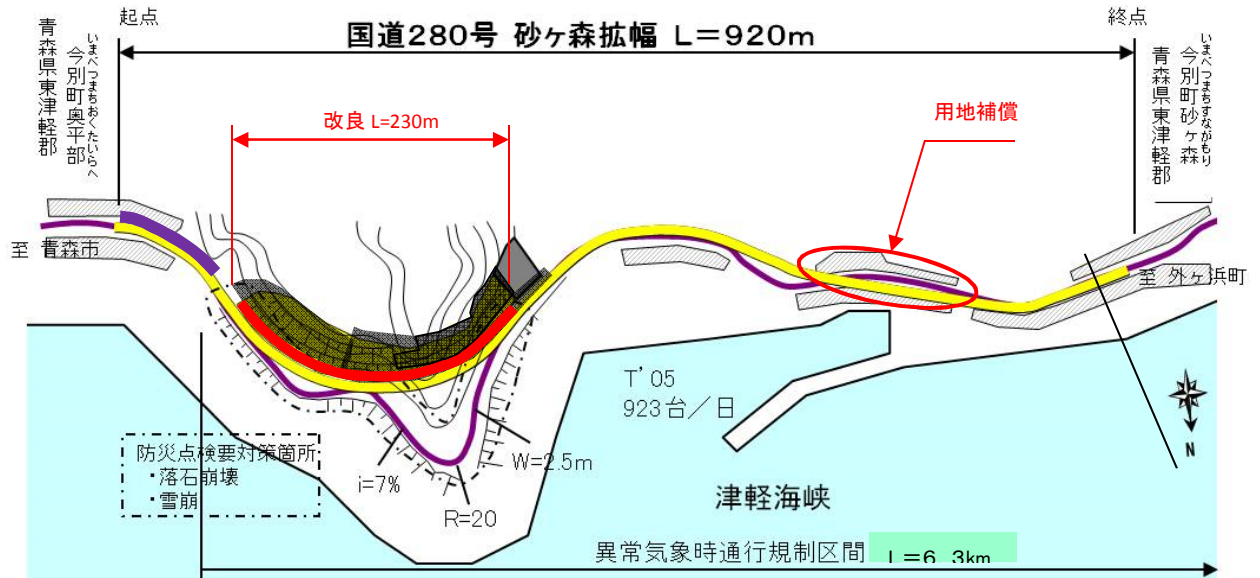 起点
国道280号 砂ヶ森拡幅 L=920m
終点
青森県東津軽郡
今別町奥平部
いまべつまちおくたいらべ
青森県東津軽郡
今別町砂ヶ森
いまべつまちすながもり
改良 L=230m
用地補償
至 青森市
至 外ヶ浜町
T'05
923台/日
防災点検要対策箇所
・落石崩壊
・雪崩
i=7%
W=2.5m
R=20
N
津軽海峡
異常気象時通行規制区間 L=6.3km